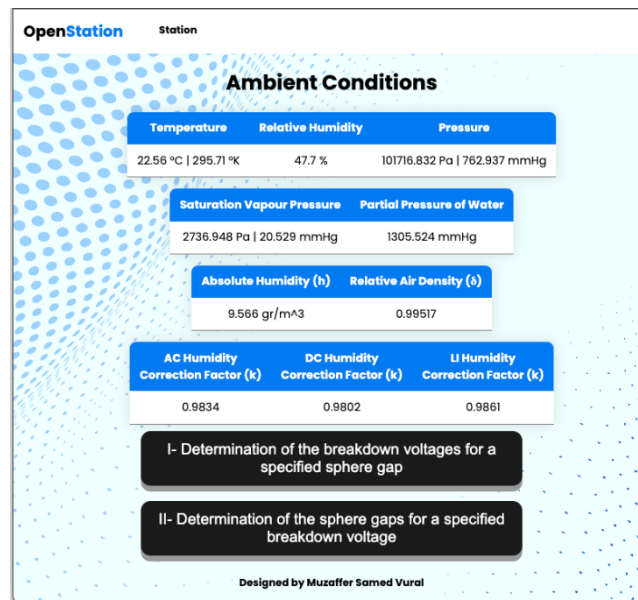 OpenStation Station
Ambient Conditions
Temperature Relative Humidity Pressure
22.56 °C | 295.71 °K 47.7 % 101716.832 Pa | 762.937 mmHg
Saturation Vapour Pressure Partial Pressure of Water
2736.948 Pa | 20.529 mmHg 1305.524 mmHg
Absolute Humidity (h) Relative Air Density (δ)
9.566 gr/m^3 0.99517
AC Humidity DC Humidity LI Humidity
Correction Factor (k) Correction Factor (k) Correction Factor (k)
0.9834 0.9802 0.9861
I- Determination of the breakdown voltages for a
specified sphere gap
II- Determination of the sphere gaps for a specified
breakdown voltage
Designed by Muzaffer Samed Vural